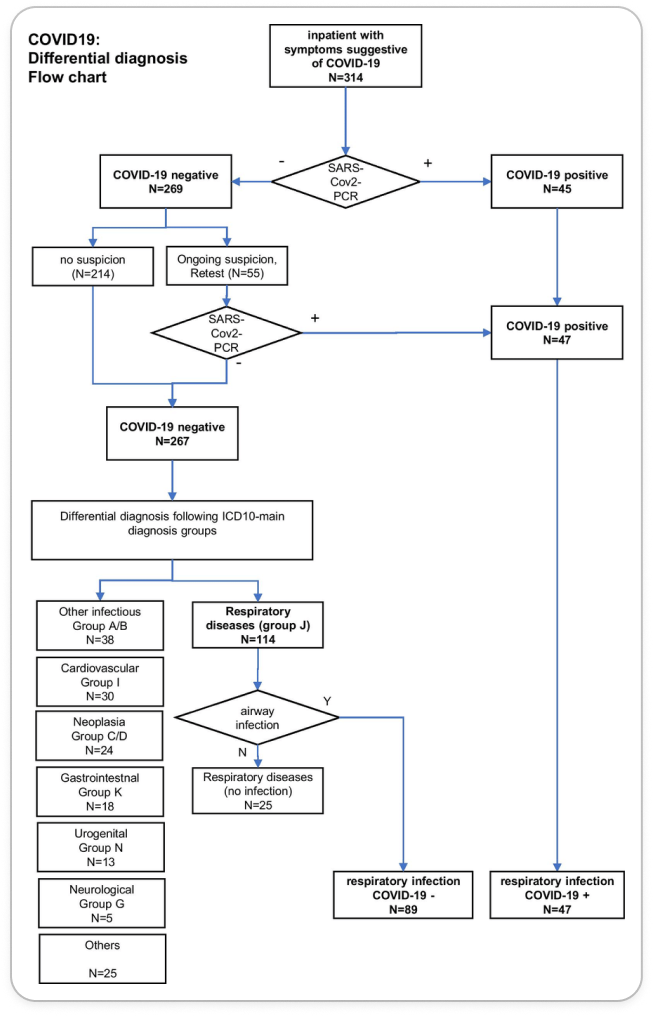 COVID19:
Differential diagnosis
Flow chart
inpatient with
symptoms suggestive
of COVID-19
N=314
-
SARS-
Cov2-
PCR
+
COVID-19 negative
N=269
COVID-19 positive
N=45
no suspicion
(N=214)
Ongoing suspicion,
Retest (N=55)
SARS-
Cov2-
PCR
+
-
COVID-19 positive
N=47
COVID-19 negative
N=267
Differential diagnosis following ICD10-main
diagnosis groups
Other infectious
Group A/B
N=38
Respiratory
diseases (group J)
N=114
Cardiovascular
Group I
N=30
Neoplasia
Group C/D
N=24
airway
infection
Y
N
Gastrointestnal
Group K
N=18
Respiratory diseases
(no infection)
N=25
Urogenital
Group N
N=13
Neurological
Group G
N=5
respiratory infection
COVID-19 -
N=89
respiratory infection
COVID-19 +
N=47
Others
N=25